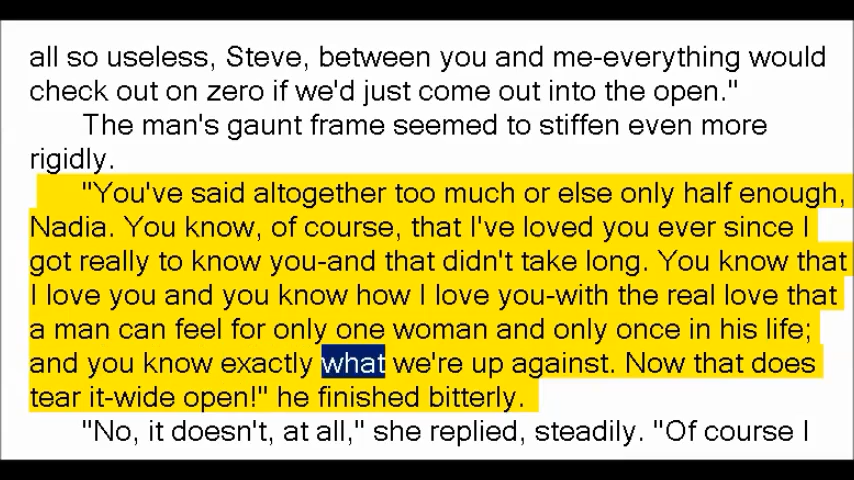 all so useless, Steve, between you and me-everything would
check out on zero if we'd just come out into the open."
The man's gaunt frame seemed to stiffen even more
rigidly.
"You've said altogether too much or else only half enough,
Nadia. You know, of course, that I've loved you ever since I
got really to know you-and that didn't take long. You know that
I love you and you know how I love you-with the real love that
a man can feel for only one woman and only once in his life;
and you know exactly what we're up against. Now that does
tear it-wide open!" he finished bitterly.
"No, it doesn't, at all," she replied, steadily. "Of course I